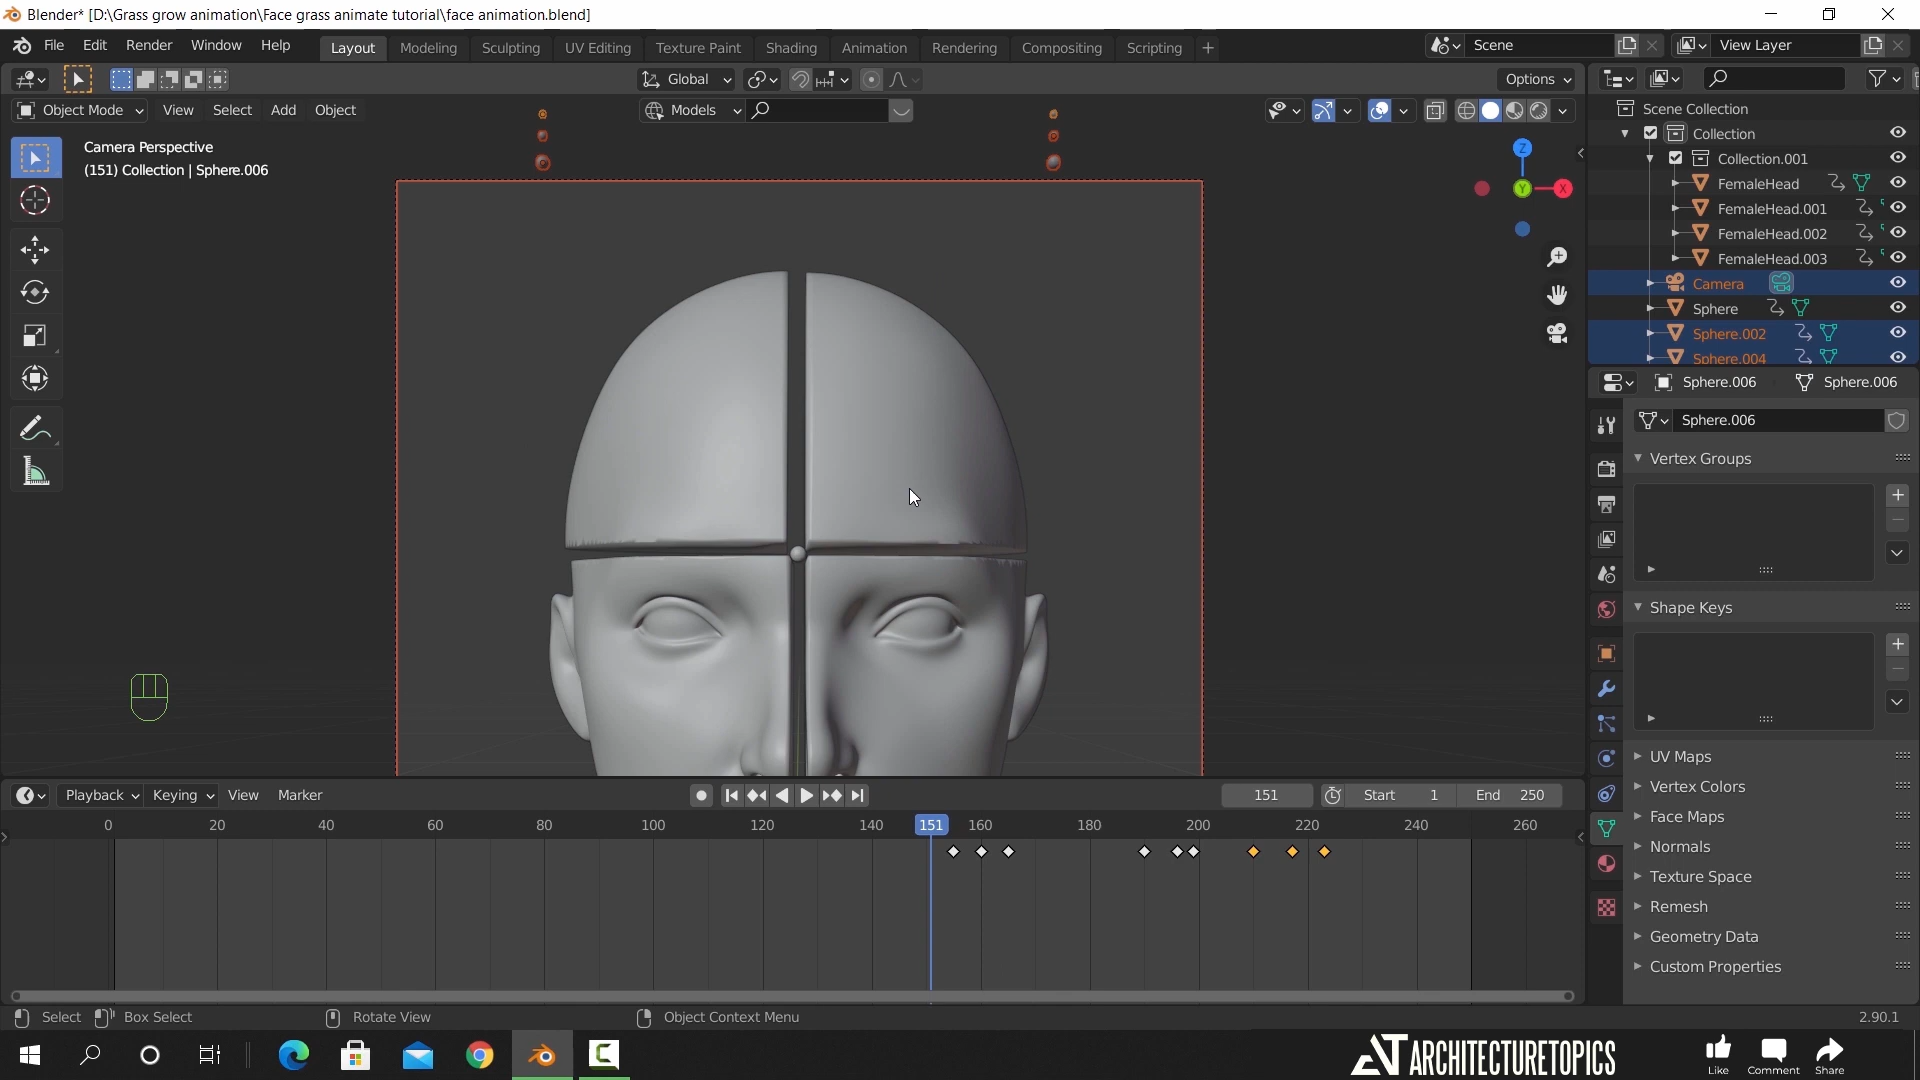 Blender* [D:\Grass grow animation\Face grass animate tutorial\face animation.blend]
File Edit Render Window Help
Layout Modeling Sculpting UV Editing Texture Paint Shading Animation Rendering Compositing Scripting +
Scene
View Layer
Global
Options
Object Mode View Select Add Object
Models
Camera Perspective
(151) Collection | Sphere.006
Z
Y
X
Scene Collection
Collection
Collection.001
FemaleHead
FemaleHead.001
FemaleHead.002
FemaleHead.003
Camera
Sphere
Sphere.002
Sphere.004
Sphere.006 Sphere.006
Sphere.006
Vertex Groups
Shape Keys
UV Maps
Vertex Colors
Face Maps
Normals
Texture Space
Remesh
Geometry Data
Custom Properties
Playback Keying View Marker
151 Start 1 End 250
0 20 40 60 80 100 120 140 151 160 180 200 220 240 260
Select Box Select Rotate View Object Context Menu 2.90.1
ARCHITECTURETOPICS
Like Comment Share